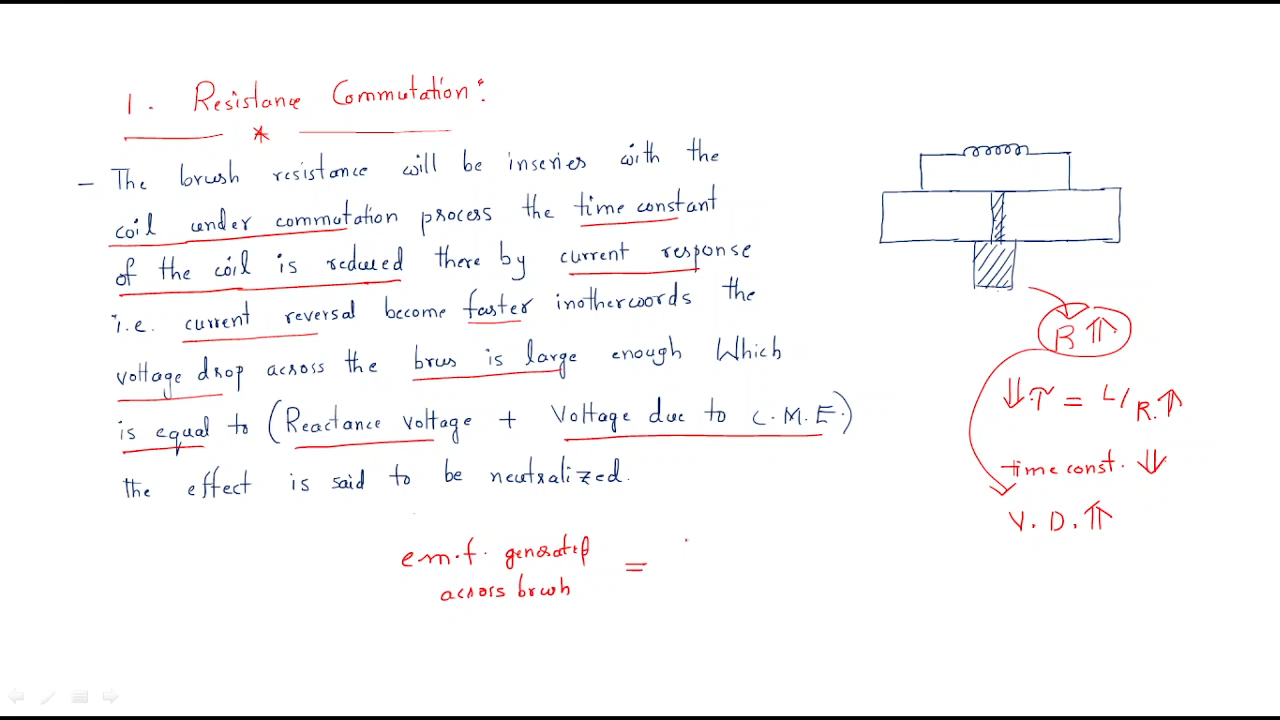 1. Resistance Commutation:
- The brush resistance will be inseries with the
coil under commutation process the time constant
of the coil is reduced there by current response
i.e. current reversal become faster inotherwords the
voltage drop across the brus is large enough Which
is equal to (Reactance voltage + Voltage due to C.M.E.)
the effect is said to be neutralized.
e.m.f. generated
across brush =
R ⇑
⇓ τ = L/R ↑
time const. ⇓
V. D. ⇑